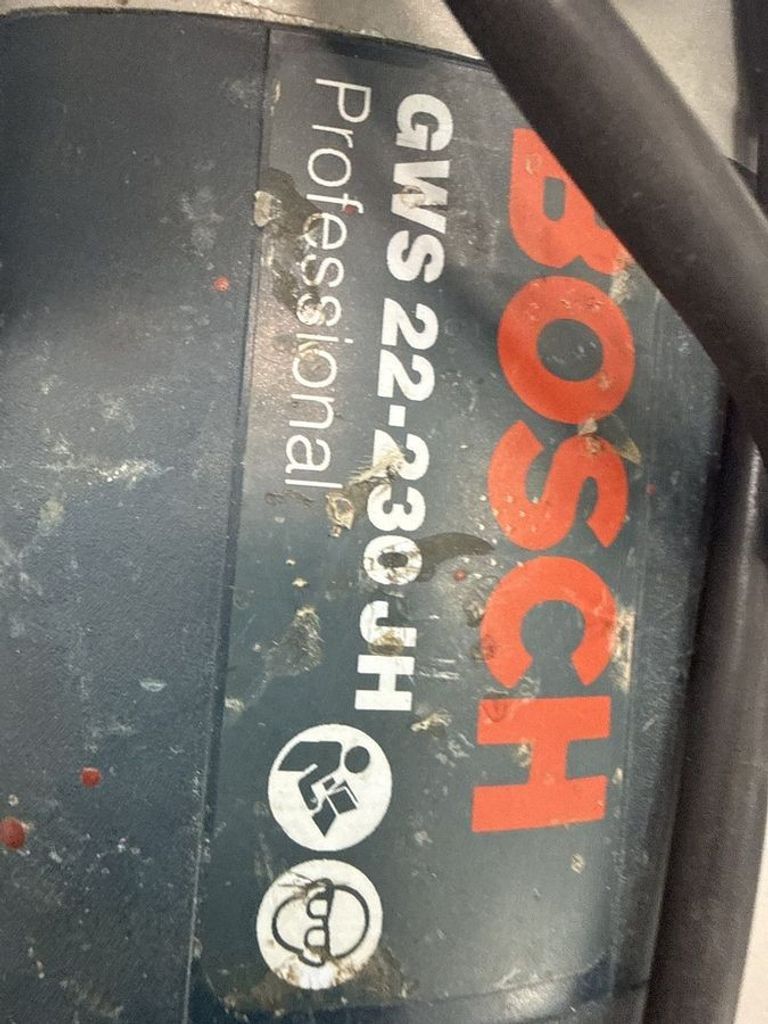 BOSCH
GWS 22-230 JH
Professional